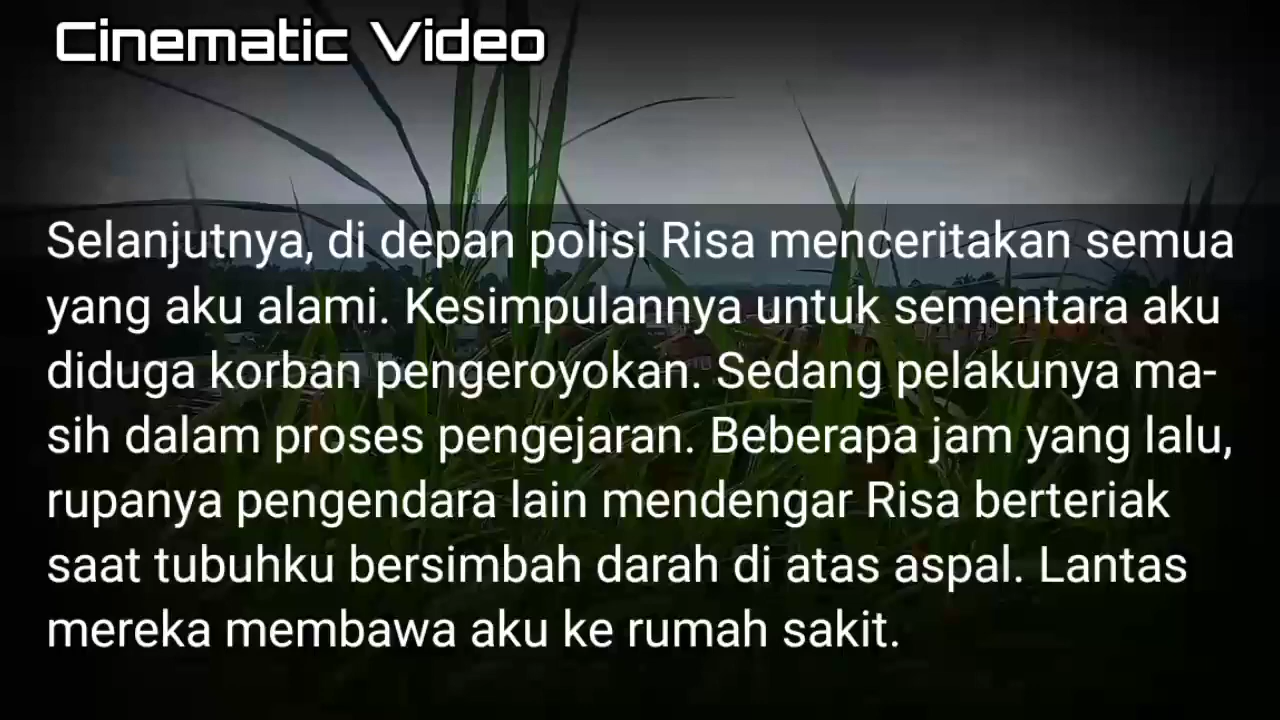 Cinematic Video
Selanjutnya, di depan polisi Risa menceritakan semua
yang aku alami. Kesimpulannya untuk sementara aku
diduga korban pengeroyokan. Sedang pelakunya ma-
sih dalam proses pengejaran. Beberapa jam yang lalu,
rupanya pengendara lain mendengar Risa berteriak
saat tubuhku bersimbah darah di atas aspal. Lantas
mereka membawa aku ke rumah sakit.